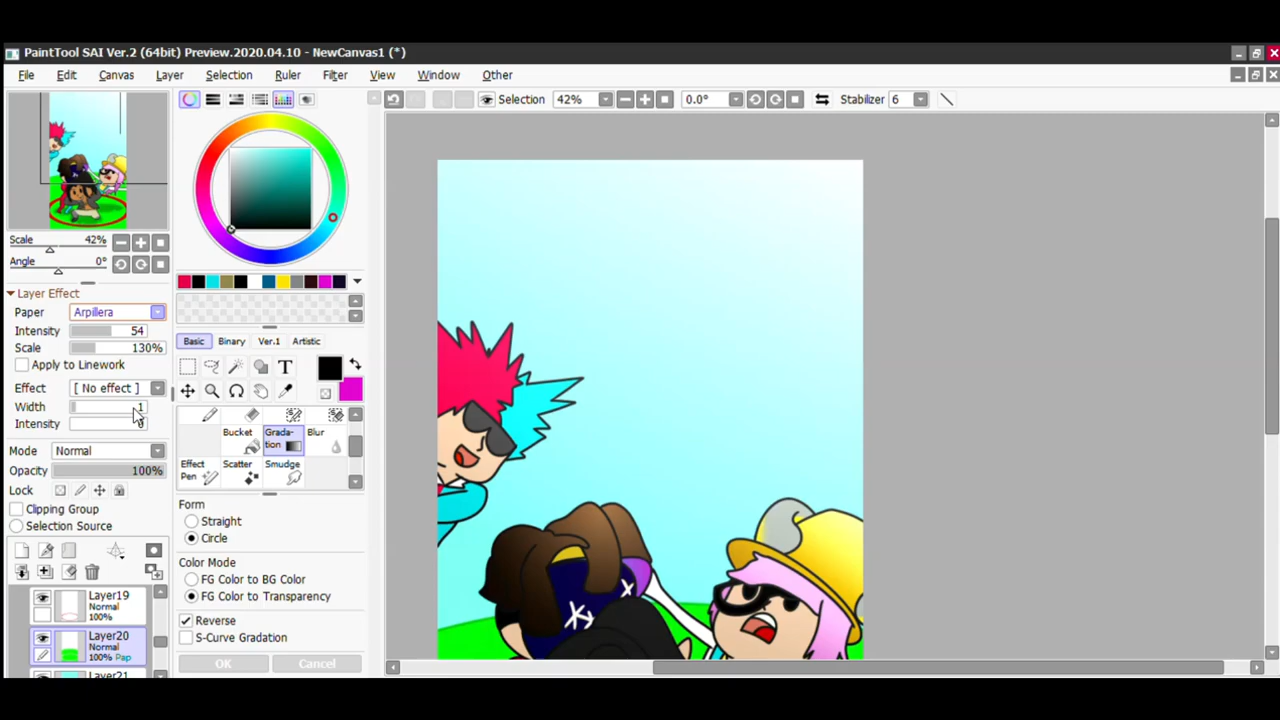 PaintTool SAI Ver.2 (64bit) Preview.2020.04.10 - NewCanvas1 (*)
File Edit Canvas Layer Selection Ruler Filter View Window Other
Selection 42% 0.0° Stabilizer 6
Scale 42%
Angle 0°
Layer Effect
Paper Arpillera
Intensity 54
Scale 130%
Apply to Linework
Effect [ No effect ]
Width 1
Intensity 0
Mode Normal
Opacity 100%
Lock
Clipping Group
Selection Source
Layer19
Normal
100%
Layer20
Normal
100% Pap
Layer21
Basic Binary Ver.1 Artistic
T
Bucket Grada-
tion Blur
Effect
Pen Scatter Smudge
Form
Straight
Circle
Color Mode
FG Color to BG Color
FG Color to Transparency
Reverse
S-Curve Gradation
OK Cancel